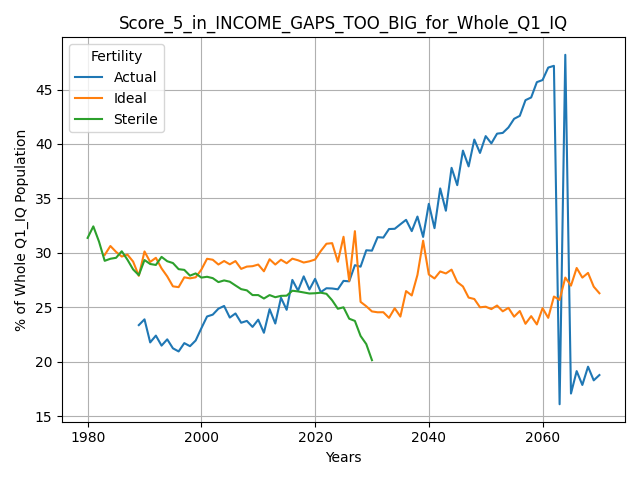 Score_5_in_INCOME_GAPS_TOO_BIG_for_Whole_Q1_IQ
Fertility
Actual
Ideal
Sterile
% of Whole Q1_IQ Population
45
40
35
30
25
20
15
1980
2000
2020
2040
2060
Years